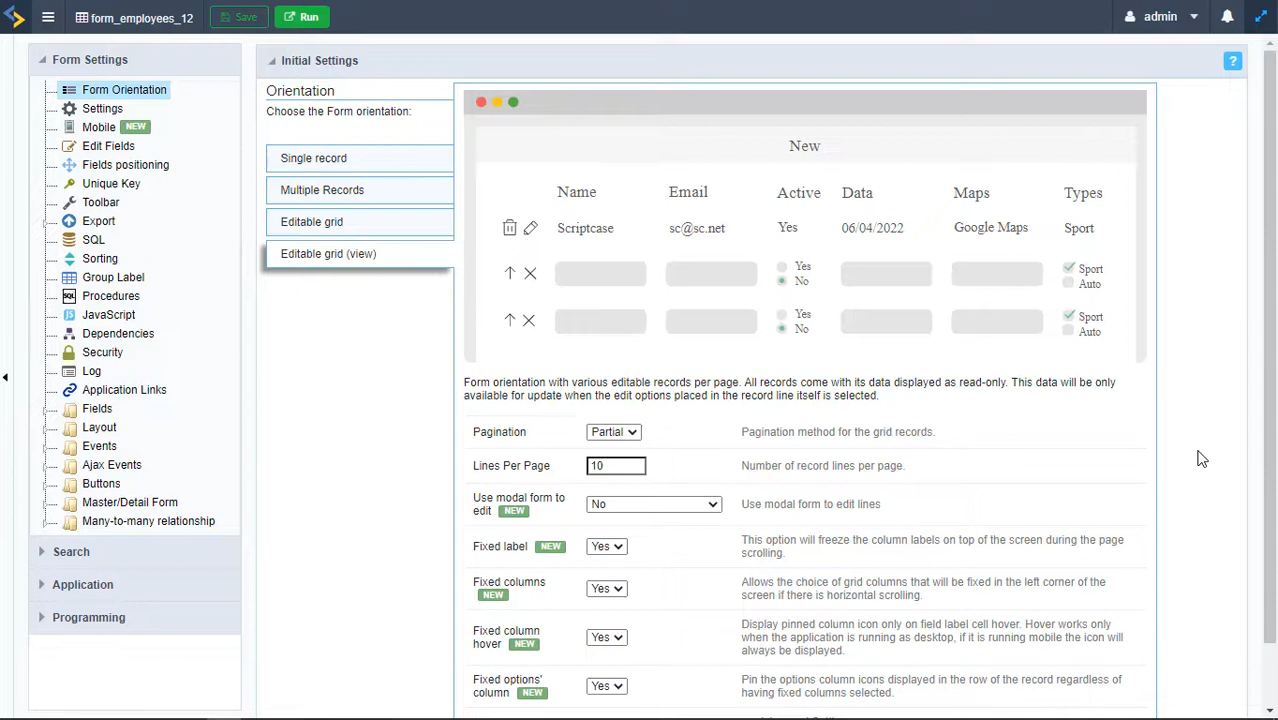 form_employees_12
Save
Run
admin
Form Settings
Form Orientation
Settings
Mobile NEW
Edit Fields
Fields positioning
Unique Key
Toolbar
Export
SQL
Sorting
Group Label
SQL Procedures
JavaScript
Dependencies
Security
Log
Application Links
Fields
Layout
Events
Ajax Events
Buttons
Master/Detail Form
Many-to-many relationship
Search
Application
Programming
Initial Settings
?
Orientation
Choose the Form orientation:
Single record
Multiple Records
Editable grid
Editable grid (view)
New
Name Email Active Data Maps Types
Scriptcase sc@sc.net Yes 06/04/2022 Google Maps Sport
Yes Sport
No Auto
Yes Sport
No Auto
Form orientation with various editable records per page. All records come with its data displayed as read-only. This data will be only
available for update when the edit options placed in the record line itself is selected.
Pagination Partial Pagination method for the grid records.
Lines Per Page 10 Number of record lines per page.
Use modal form to
edit NEW No Use modal form to edit lines
Fixed label NEW Yes This option will freeze the column labels on top of the screen during the page
scrolling.
Fixed columns
NEW Yes Allows the choice of grid columns that will be fixed in the left corner of the
screen if there is horizontal scrolling.
Fixed column
hover NEW Yes Display pinned column icon only on field label cell hover. Hover works only
when the application is running as desktop, if it is running mobile the icon will
always be displayed.
Fixed options'
column NEW Yes Pin the options column icons displayed in the row of the record regardless of
having fixed columns selected.